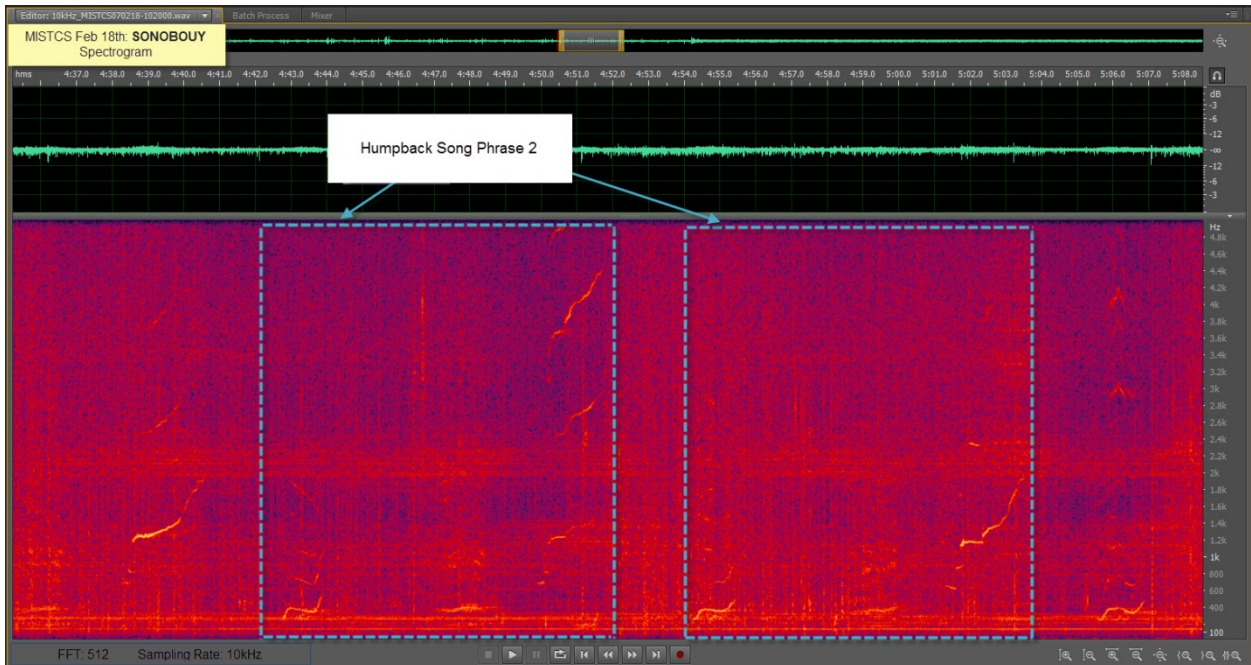 Editor: 10kHz_MISTCS070218-102000.wav Batch Process Mixer
MISTCS Feb 18th: SONOBOUY
Spectrogram
hms 4:37.0 4:38.0 4:39.0 4:40.0 4:41.0 4:42.0 4:43.0 4:44.0 4:45.0 4:46.0 4:47.0 4:48.0 4:49.0 4:50.0 4:51.0 4:52.0 4:53.0 4:54.0 4:55.0 4:56.0 4:57.0 4:58.0 4:59.0 5:00.0 5:01.0 5:02.0 5:03.0 5:04.0 5:05.0 5:06.0 5:07.0 5:08.0
dB
-3
-6
-12
-∞
-12
-6
-3
Humpback Song Phrase 2
Hz
4.8k
4.6k
4.4k
4.2k
4k
3.8k
3.6k
3.4k
3.2k
3k
2.8k
2.6k
2.4k
2.2k
2k
1.8k
1.6k
1.4k
1.2k
1k
800
600
400
100
FFT: 512 Sampling Rate: 10kHz